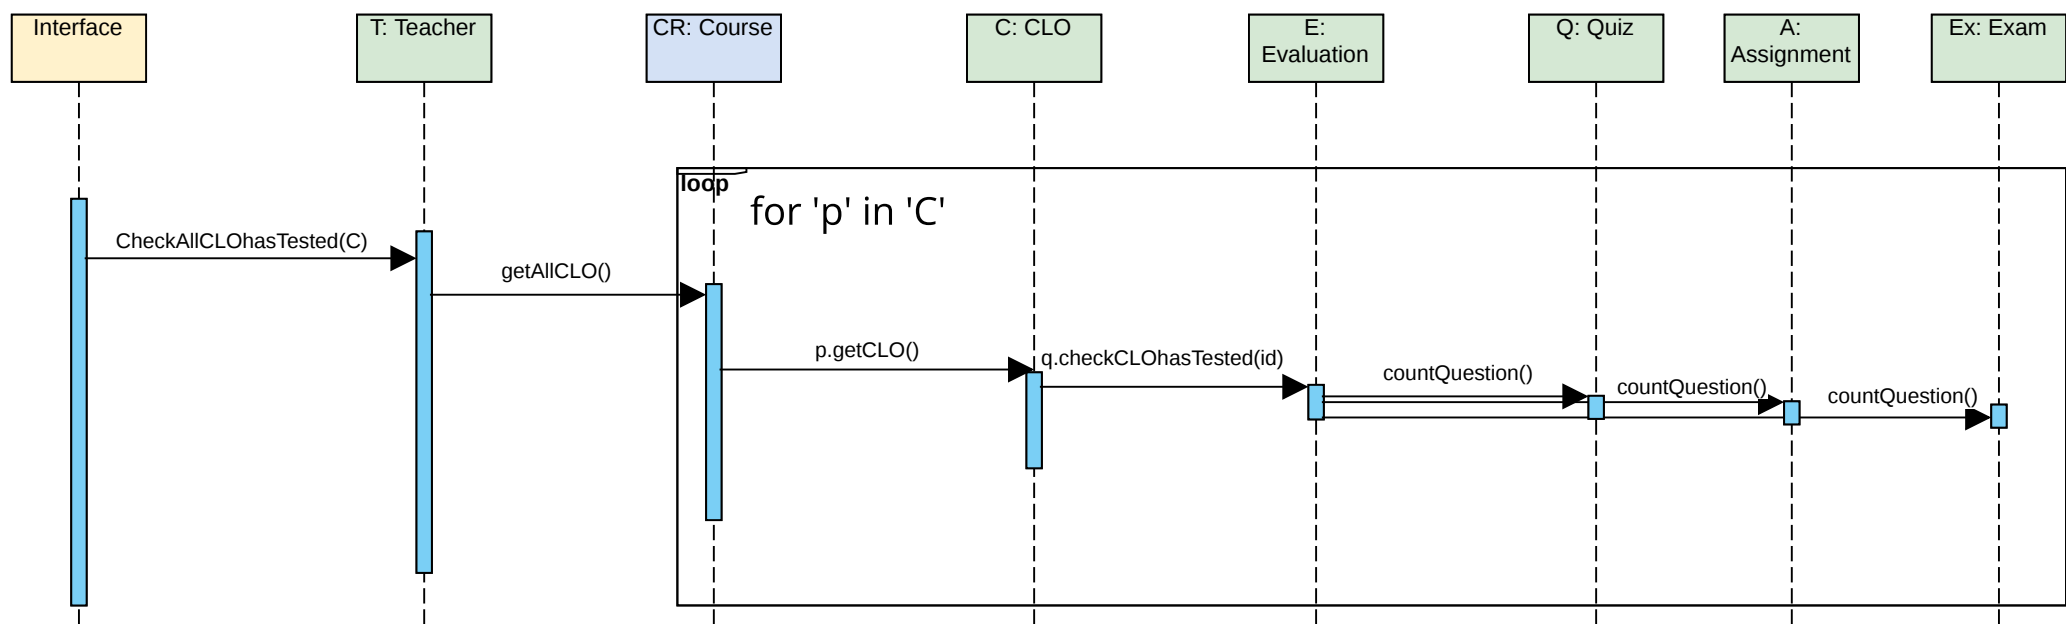 Interface
T: Teacher
CR: Course
C: CLO
E:
Evaluation
Q: Quiz
A:
Assignment
Ex: Exam
loop
for 'p' in 'C'
CheckAllCLOhasTested(C)
getAllCLO()
p.getCLO()
q.checkCLOhasTested(id)
countQuestion()
countQuestion()
countQuestion()